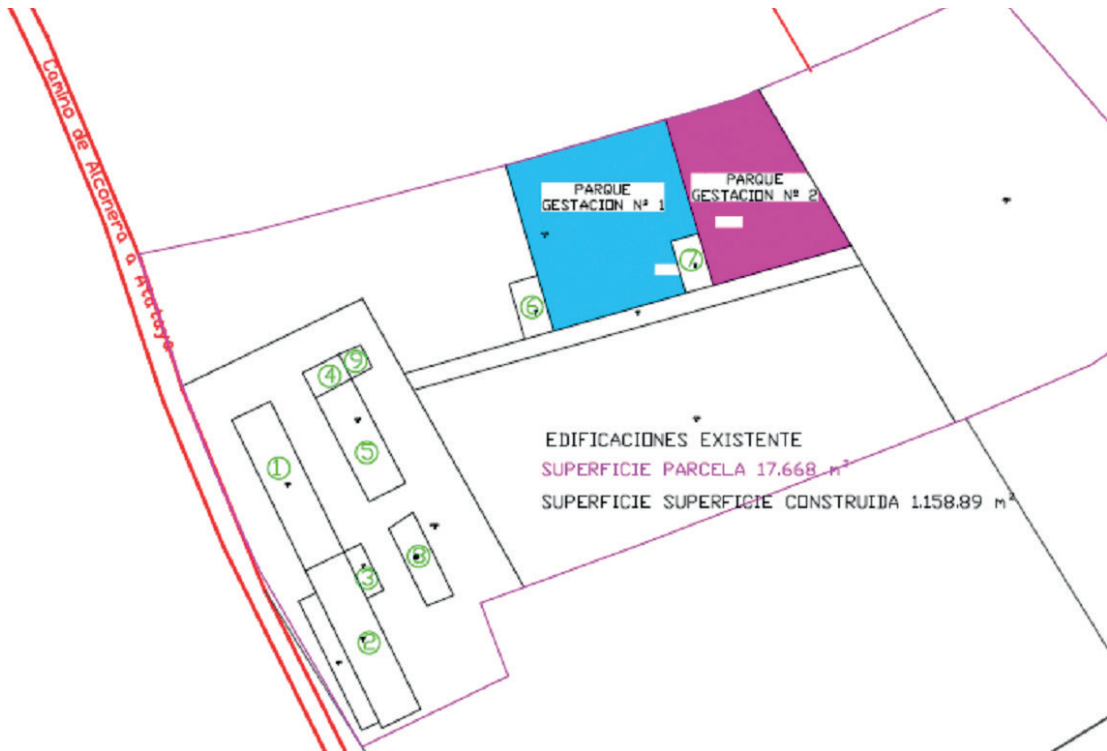 Camino de Alconera a Atalaya
PARQUE
GESTACION Nº 1
PARQUE
GESTACION Nº 2
7
6
9
4
5
1
EDIFICACIONES EXISTENTE
SUPERFICIE PARCELA 17.668 m²
SUPERFICIE SUPERFICIE CONSTRUIDA 1.158.89 m²
8
3
2